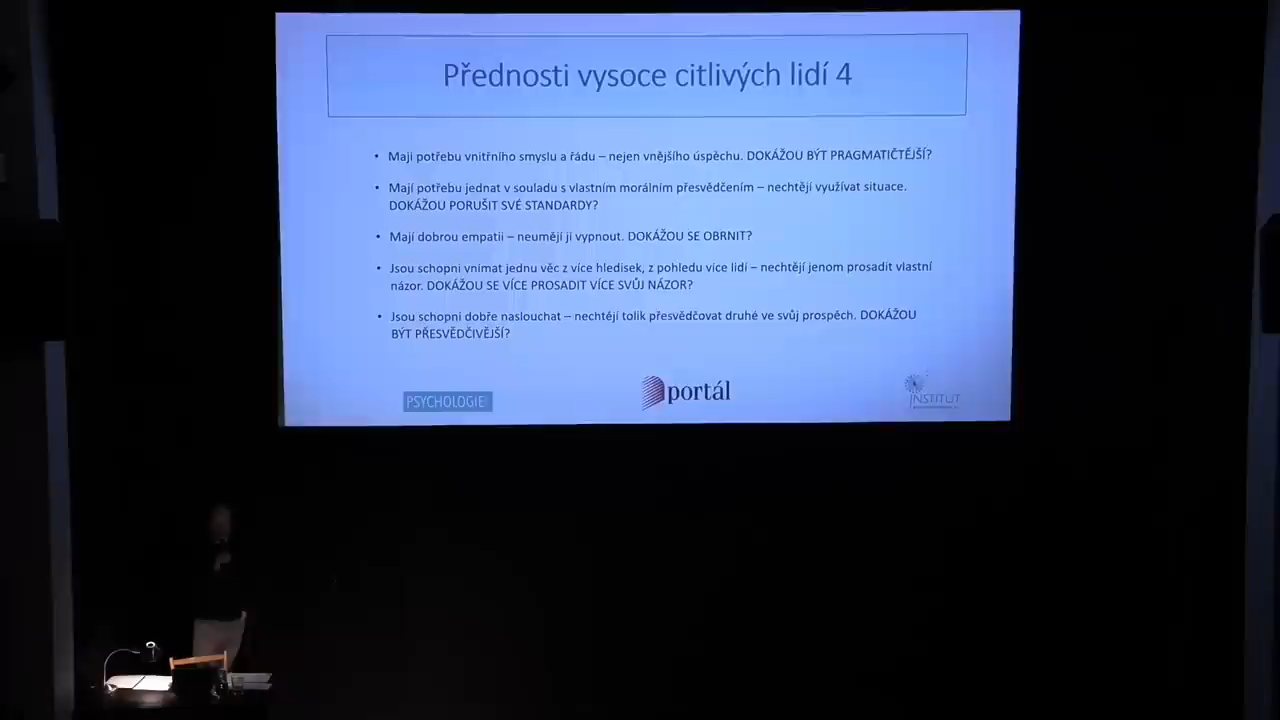 Přednosti vysoce citlivých lidí 4
• Mají potřebu vnitřního smyslu a řádu – nejen vnějšího úspěchu. DOKÁŽOU BÝT PRAGMATIČTĚJŠÍ?
• Mají potřebu jednat v souladu s vlastním morálním přesvědčením – nechtějí využívat situace.
DOKÁŽOU PORUŠIT SVÉ STANDARDY?
• Mají dobrou empatii – neumějí ji vypnout. DOKÁŽOU SE OBRNIT?
• Jsou schopni vnímat jednu věc z více hledisek, z pohledu více lidí – nechtějí jenom prosadit vlastní
názor. DOKÁŽOU SE VÍCE PROSADIT VÍCE SVŮJ NÁZOR?
• Jsou schopni dobře naslouchat – nechtějí tolik přesvědčovat druhé ve svůj prospěch. DOKÁŽOU
BÝT PŘESVĚDČIVĚJŠÍ?
PSYCHOLOGIE
portál
INSTITUT